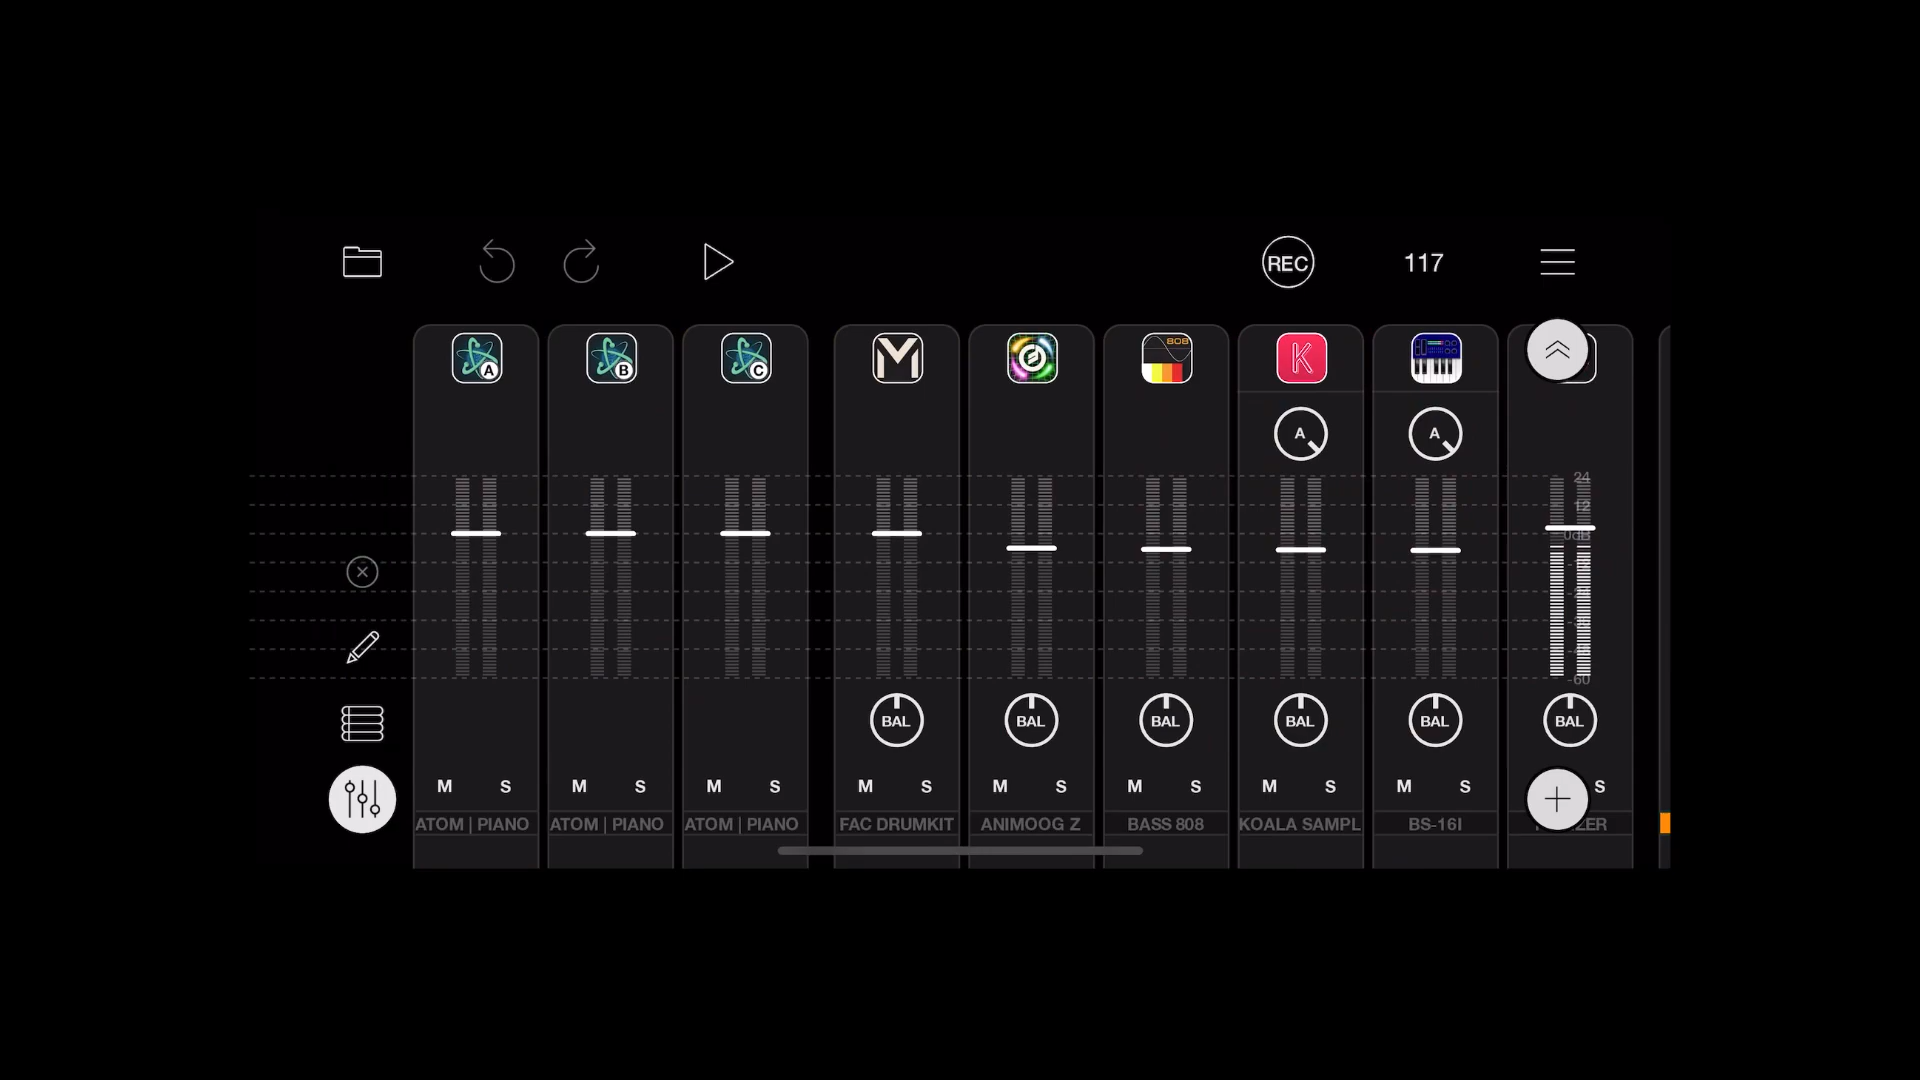 REC 117
A B C 808 K
A A
24
12
0dB
-60
BAL BAL BAL BAL BAL BAL
M S M S M S M S M S M S M S M S S
ATOM | PIANO ATOM | PIANO ATOM | PIANO FAC DRUMKIT ANIMOOG Z BASS 808 KOALA SAMPL BS-16I